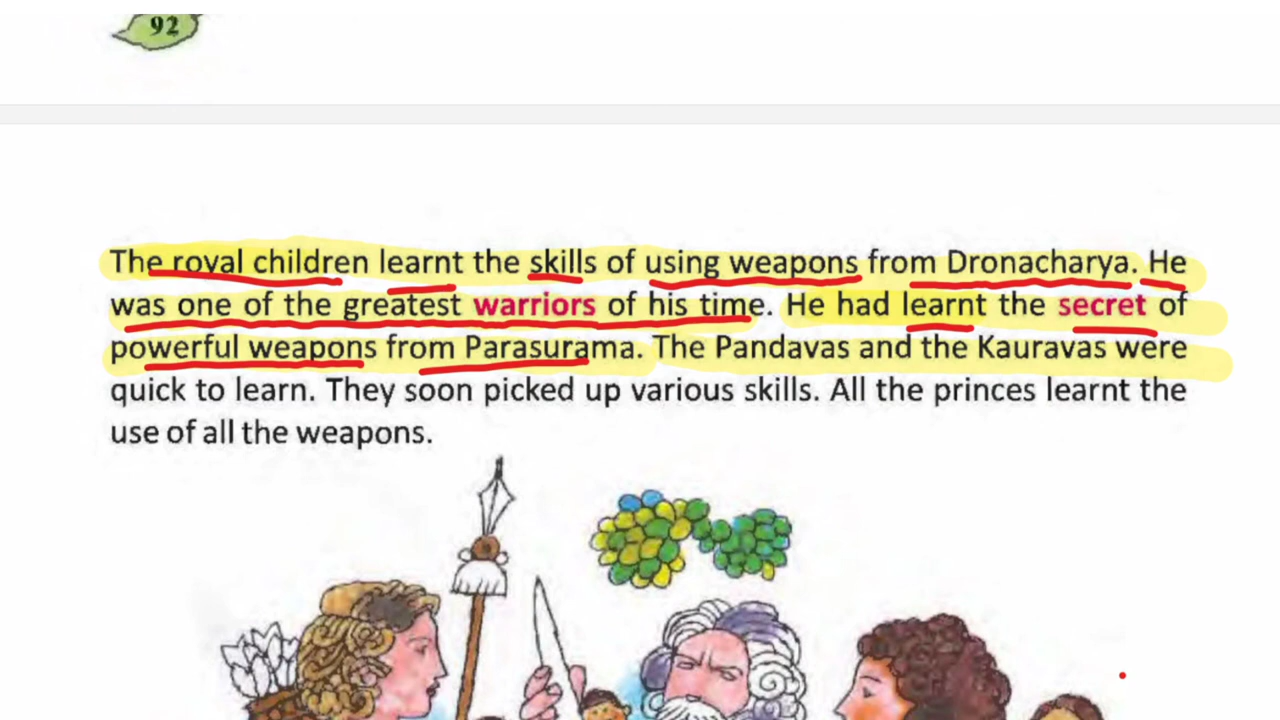 92
The royal children learnt the skills of using weapons from Dronacharya. He
was one of the greatest warriors of his time. He had learnt the secret of
powerful weapons from Parasurama. The Pandavas and the Kauravas were
quick to learn. They soon picked up various skills. All the princes learnt the
use of all the weapons.